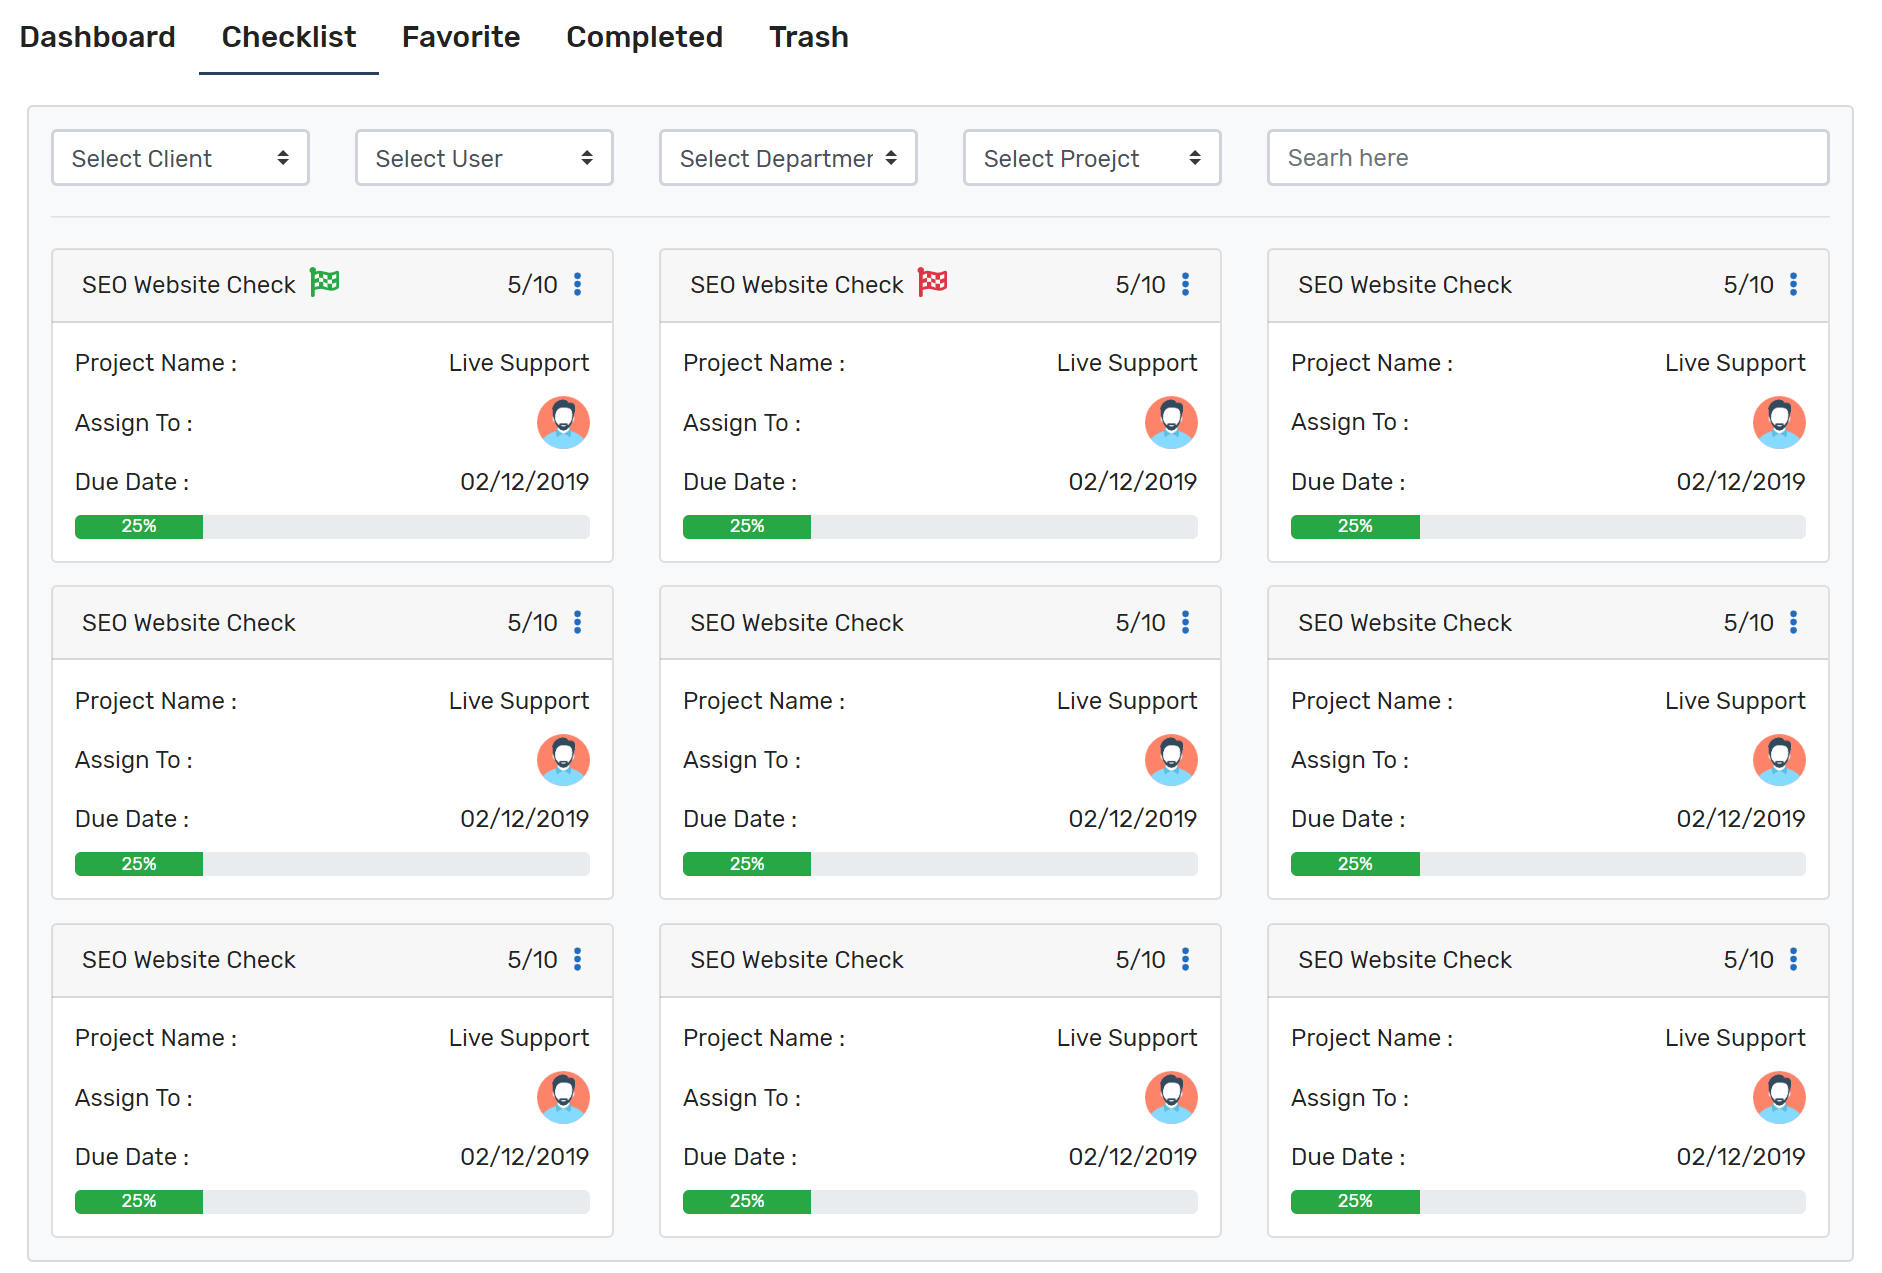 Dashboard Checklist Favorite Completed Trash
Select Client Select User Select Departmer Select Proejct Searh here
SEO Website Check 5/10 SEO Website Check 5/10 SEO Website Check 5/10
Project Name : Live Support Project Name : Live Support Project Name : Live Support
Assign To : Assign To : Assign To :
Due Date : 02/12/2019 Due Date : 02/12/2019 Due Date : 02/12/2019
25% 25% 25%
SEO Website Check 5/10 SEO Website Check 5/10 SEO Website Check 5/10
Project Name : Live Support Project Name : Live Support Project Name : Live Support
Assign To : Assign To : Assign To :
Due Date : 02/12/2019 Due Date : 02/12/2019 Due Date : 02/12/2019
25% 25% 25%
SEO Website Check 5/10 SEO Website Check 5/10 SEO Website Check 5/10
Project Name : Live Support Project Name : Live Support Project Name : Live Support
Assign To : Assign To : Assign To :
Due Date : 02/12/2019 Due Date : 02/12/2019 Due Date : 02/12/2019
25% 25% 25%